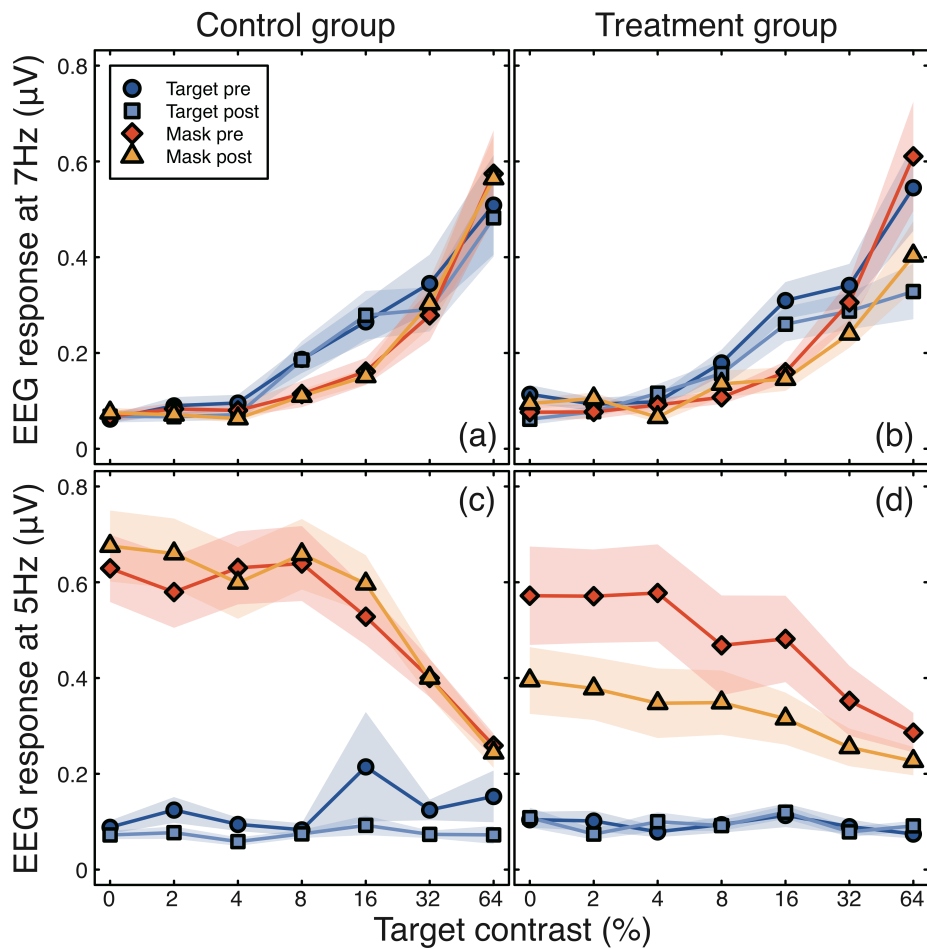 Control group
Treatment group
EEG response at 7Hz (µV)
0.8
0.6
0.4
0.2
0
Target pre
Target post
Mask pre
Mask post
(a)
(b)
EEG response at 5Hz (µV)
0.8
0.6
0.4
0.2
0
(c)
(d)
0 2 4 8 16 32 64
0 2 4 8 16 32 64
Target contrast (%)